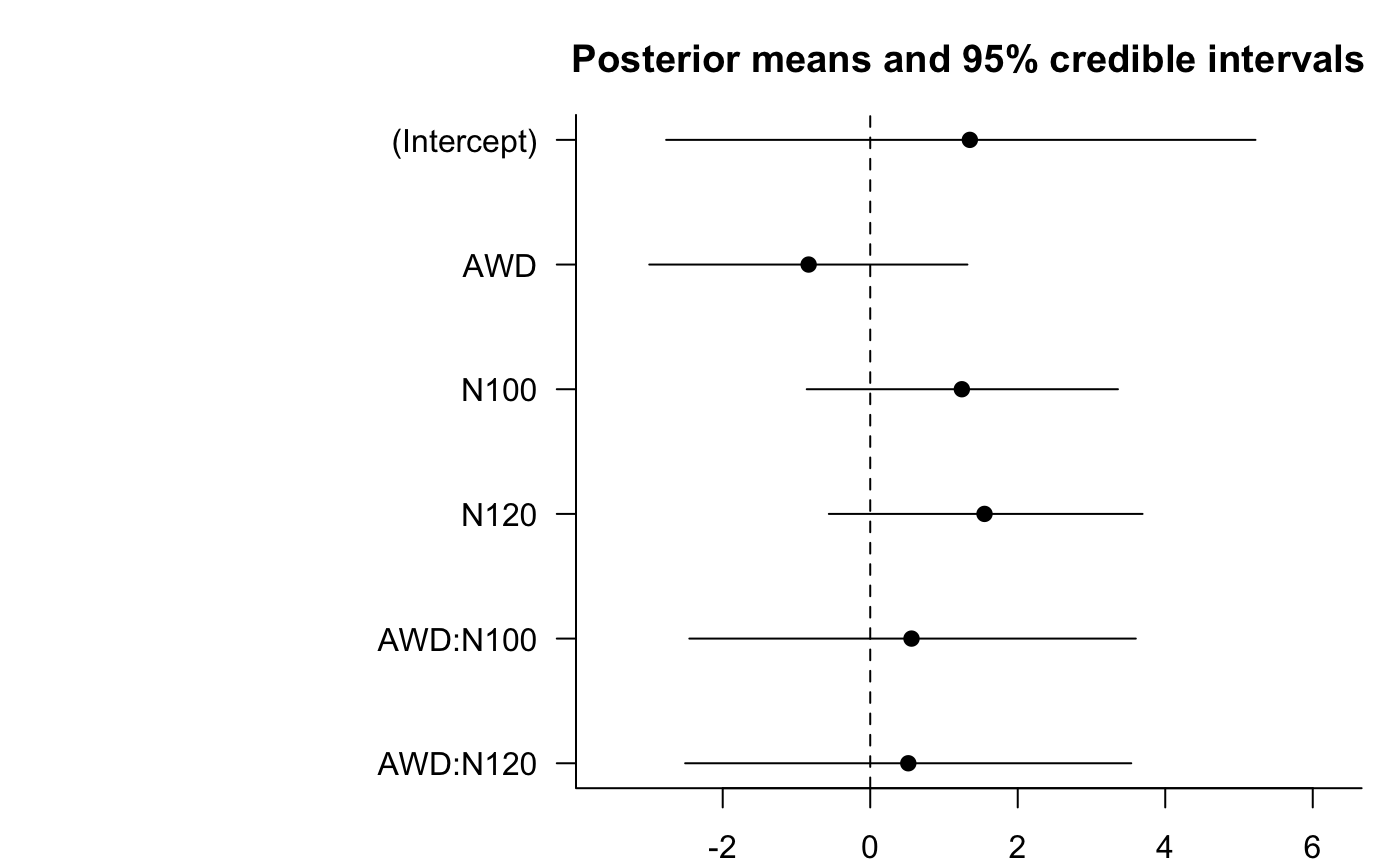 Posterior means and 95% credible intervals
(Intercept)
AWD
N100
N120
AWD:N100
AWD:N120
-2 0 2 4 6